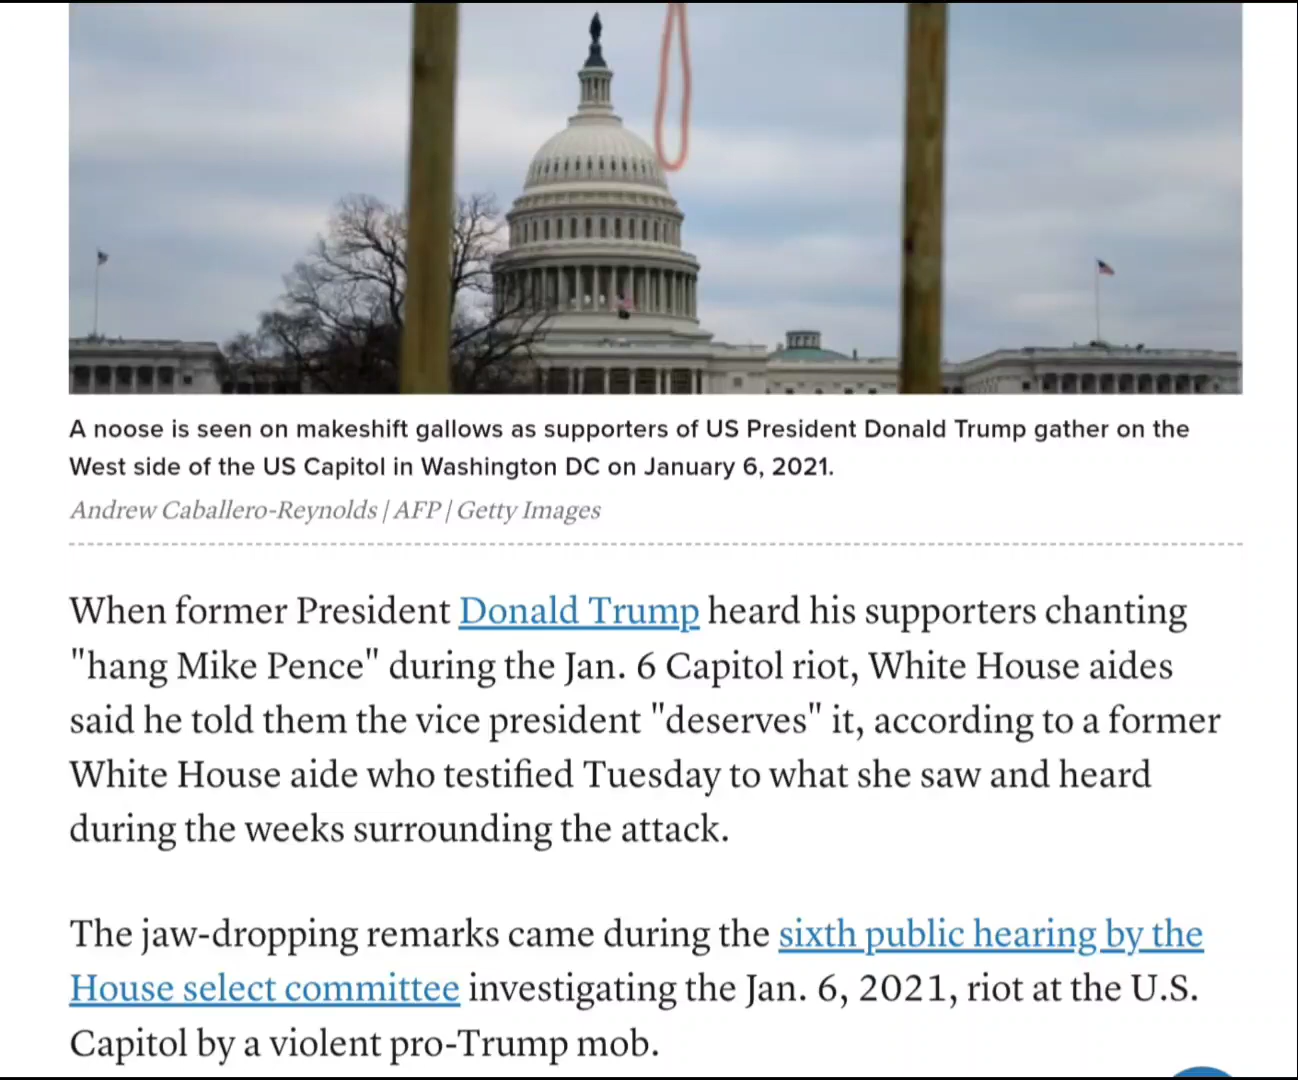 A noose is seen on makeshift gallows as supporters of US President Donald Trump gather on the
West side of the US Capitol in Washington DC on January 6, 2021.
Andrew Caballero-Reynolds | AFP | Getty Images
When former President Donald Trump heard his supporters chanting
"hang Mike Pence" during the Jan. 6 Capitol riot, White House aides
said he told them the vice president "deserves" it, according to a former
White House aide who testified Tuesday to what she saw and heard
during the weeks surrounding the attack.
The jaw-dropping remarks came during the sixth public hearing by the
House select committee investigating the Jan. 6, 2021, riot at the U.S.
Capitol by a violent pro-Trump mob.